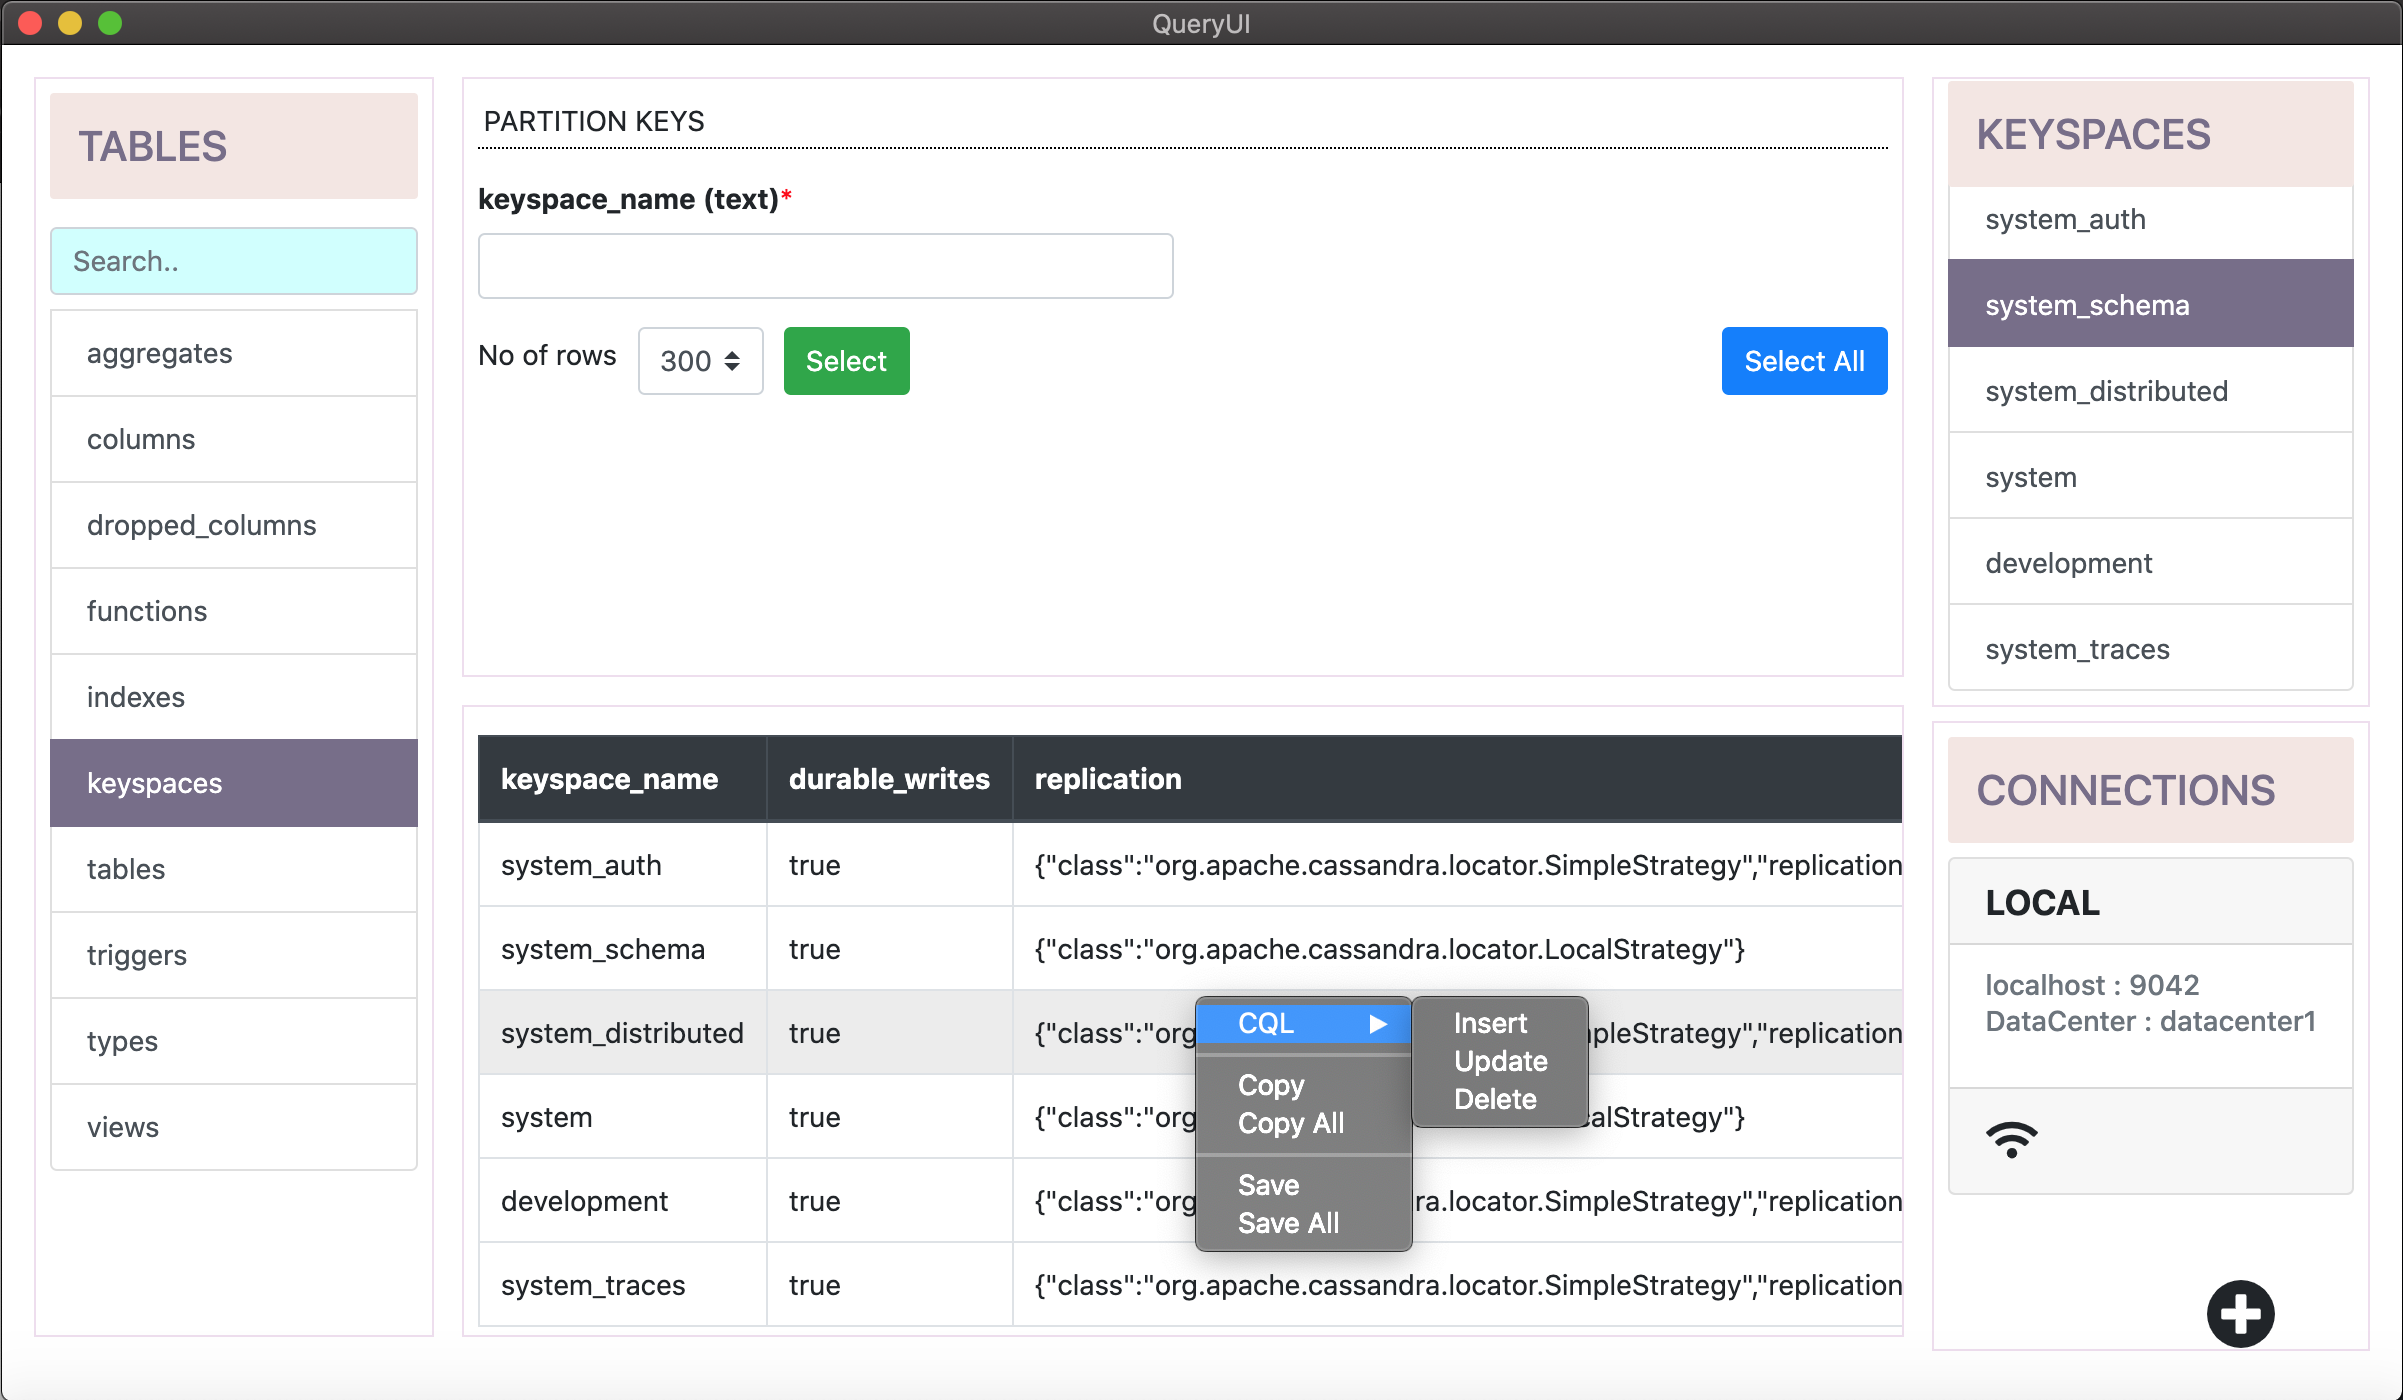 QueryUI
TABLES
Search..
aggregates
columns
dropped_columns
functions
indexes
keyspaces
tables
triggers
types
views
PARTITION KEYS
keyspace_name (text)*
No of rows 300 Select Select All
keyspace_name durable_writes replication
system_auth true {"class":"org.apache.cassandra.locator.SimpleStrategy","replication
system_schema true {"class":"org.apache.cassandra.locator.LocalStrategy"}
system_distributed true {"class":"org pleStrategy","replication
system true {"class":"org calStrategy"}
development true {"class":"org ra.locator.SimpleStrategy","replication
system_traces true {"class":"org.apache.cassandra.locator.SimpleStrategy","replication
CQL
Copy
Copy All
Save
Save All
Insert
Update
Delete
KEYSPACES
system_auth
system_schema
system_distributed
system
development
system_traces
CONNECTIONS
LOCAL
localhost : 9042
DataCenter : datacenter1